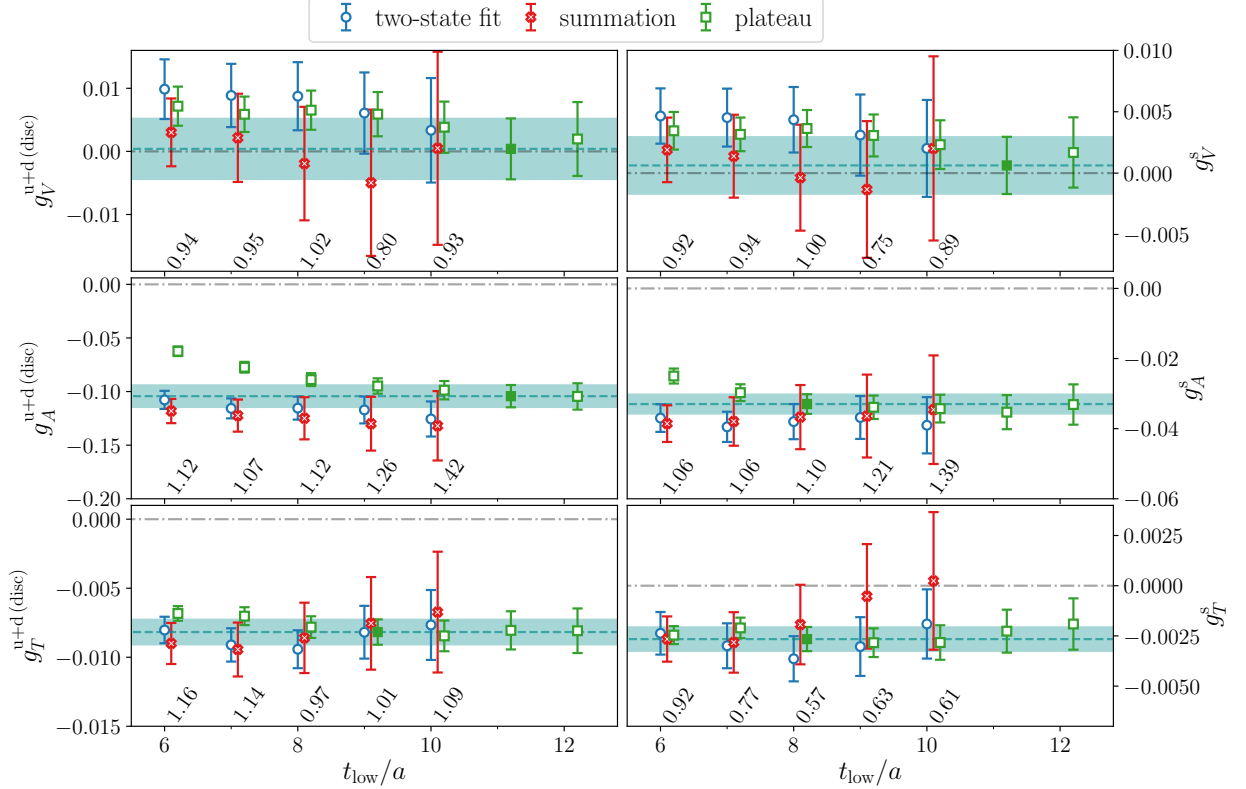 two-state fit summation plateau
g_V^{u+d (disc)}
0.01
0.00
−0.01
0.94 0.95 1.02 0.80 0.93
0.010
0.005
0.000
−0.005
g_V^s
0.92 0.94 1.00 0.75 0.89
g_A^{u+d (disc)}
0.00
−0.05
−0.10
−0.15
−0.20
1.12 1.07 1.12 1.26 1.42
0.00
−0.02
−0.04
−0.06
g_A^s
1.06 1.06 1.10 1.21 1.39
g_T^{u+d (disc)}
0.000
−0.005
−0.010
−0.015
1.16 1.14 0.97 1.01 1.09
0.0025
0.0000
−0.0025
−0.0050
g_T^s
0.92 0.77 0.57 0.63 0.61
6 8 10 12
t_low/a
6 8 10 12
t_low/a